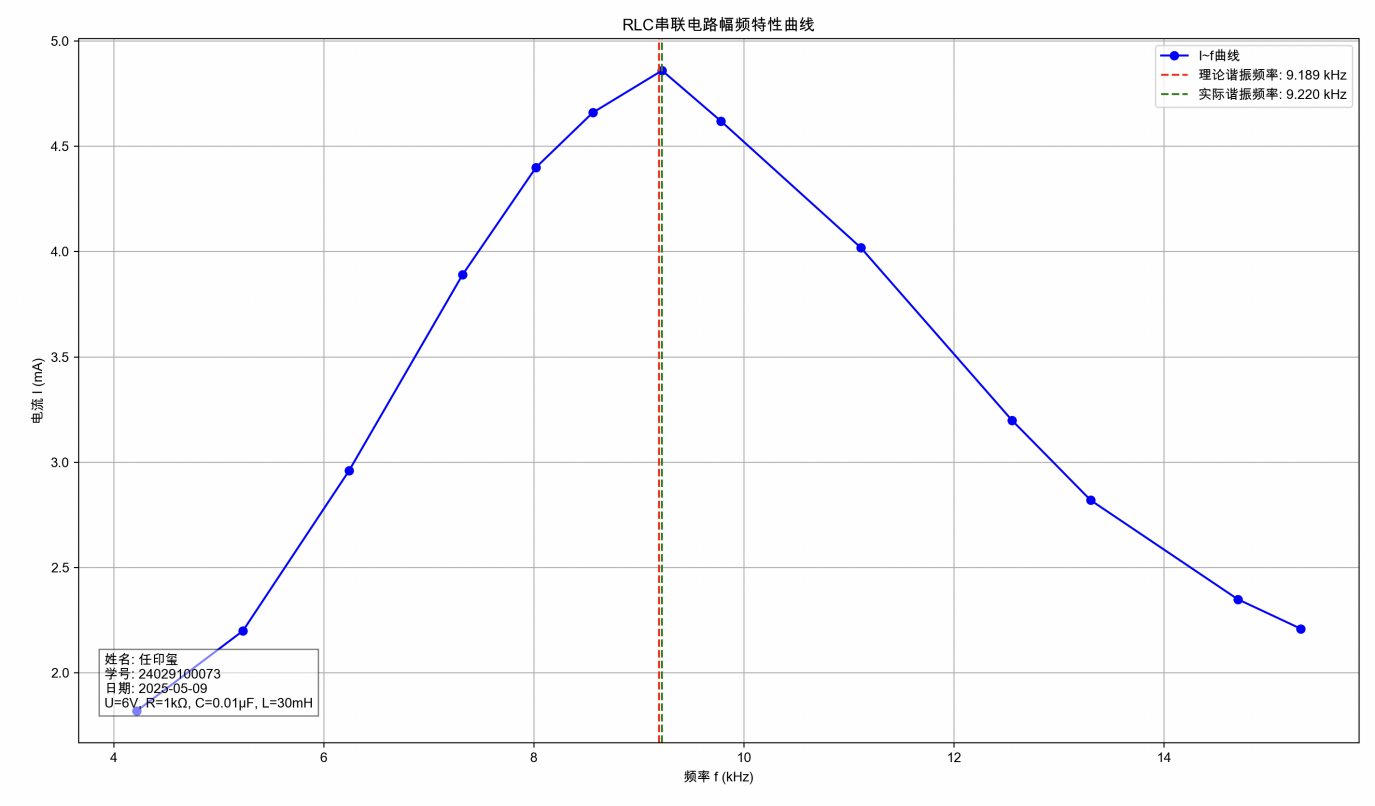 RLC串联电路幅频特性曲线
I~f曲线
理论谐振频率: 9.189 kHz
实际谐振频率: 9.220 kHz
5.0
4.5
4.0
3.5
3.0
2.5
2.0
电流 I (mA)
姓名: 任印玺
学号: 24029100073
日期: 2025-05-09
U=6V, R=1kΩ, C=0.01μF, L=30mH
4 6 8 10 12 14
频率 f (kHz)